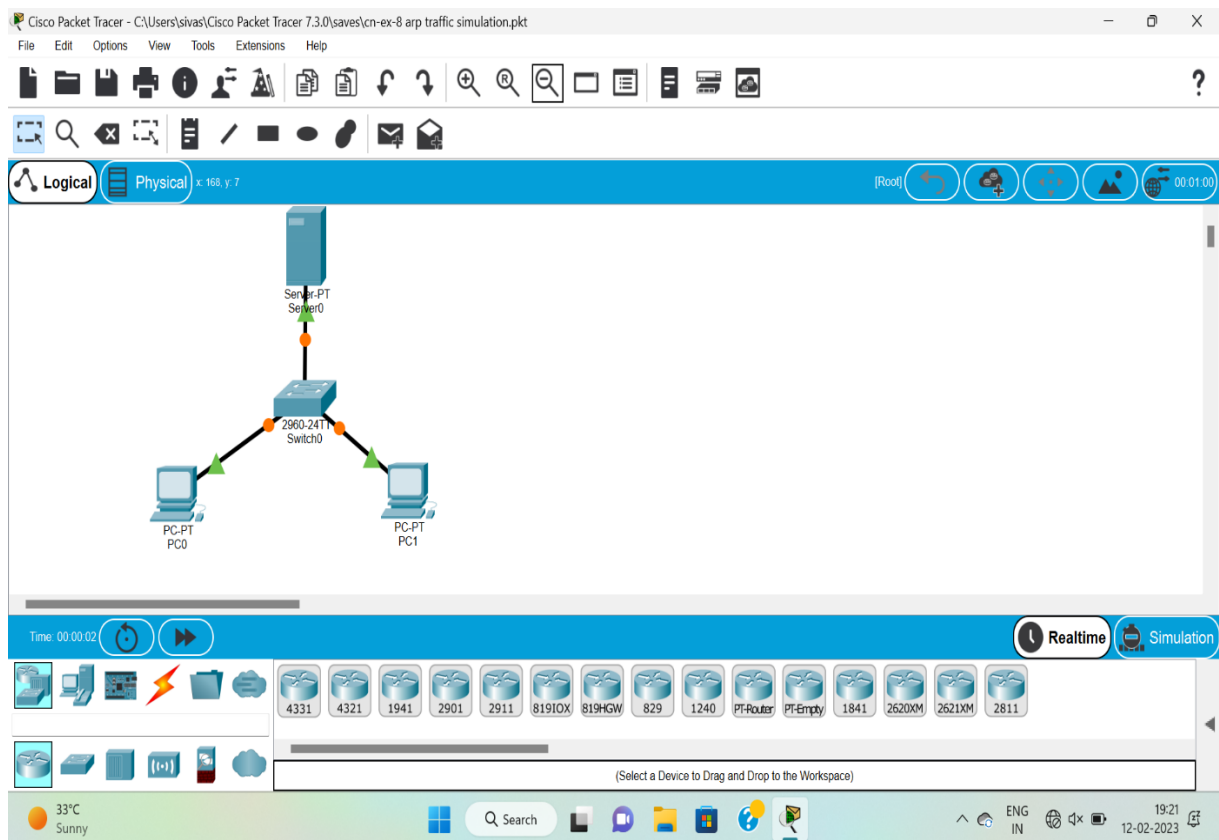 Cisco Packet Tracer - C:\Users\sivas\Cisco Packet Tracer 7.3.0\saves\cn-ex-8 arp traffic simulation.pkt
File Edit Options View Tools Extensions Help
R
?
Logical Physical x: 168, y: 7 [Root] 00:01:00
Server-PT
Server0
2960-24TT
Switch0
PC-PT
PC0
PC-PT
PC1
Time: 00:00:02 Realtime Simulation
4331 4321 1941 2901 2911 819IOX 819HGW 829 1240 PT-Router PT-Empty 1841 2620XM 2621XM 2811
(Select a Device to Drag and Drop to the Workspace)
33°C
Sunny
Search
ENG
IN
19:21
12-02-2023